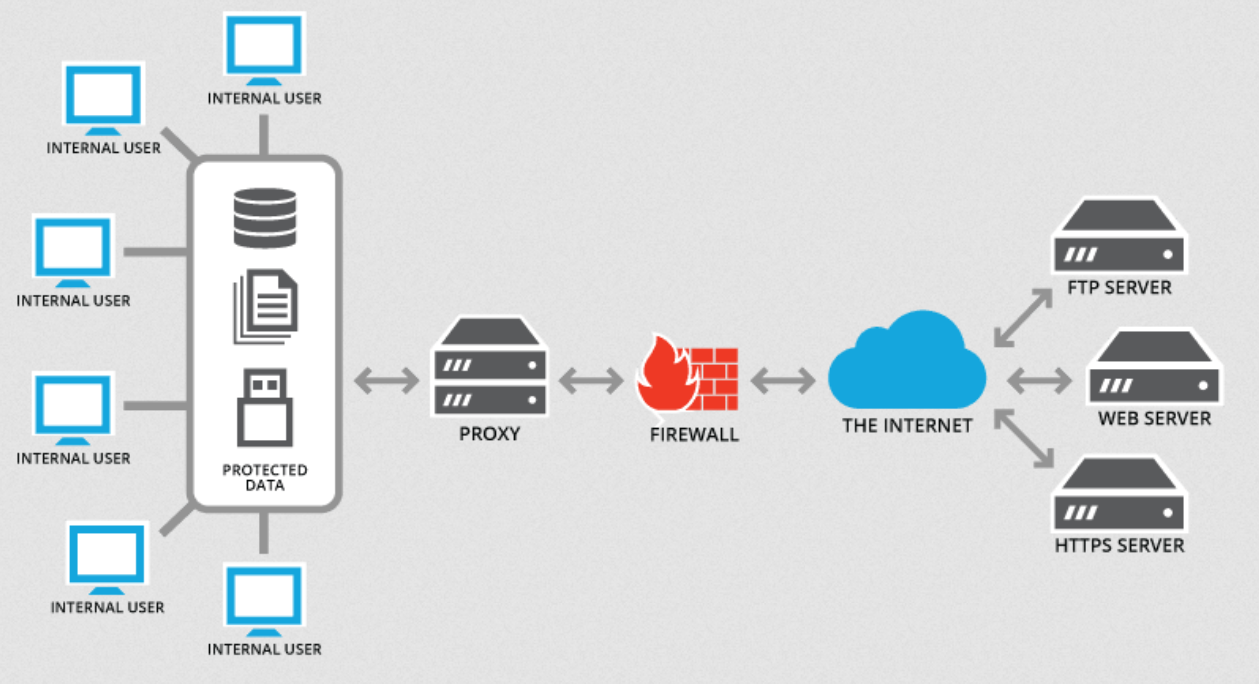 INTERNAL USER
INTERNAL USER
INTERNAL USER
INTERNAL USER
INTERNAL USER
INTERNAL USER
PROTECTED
DATA
PROXY
FIREWALL
THE INTERNET
FTP SERVER
WEB SERVER
HTTPS SERVER